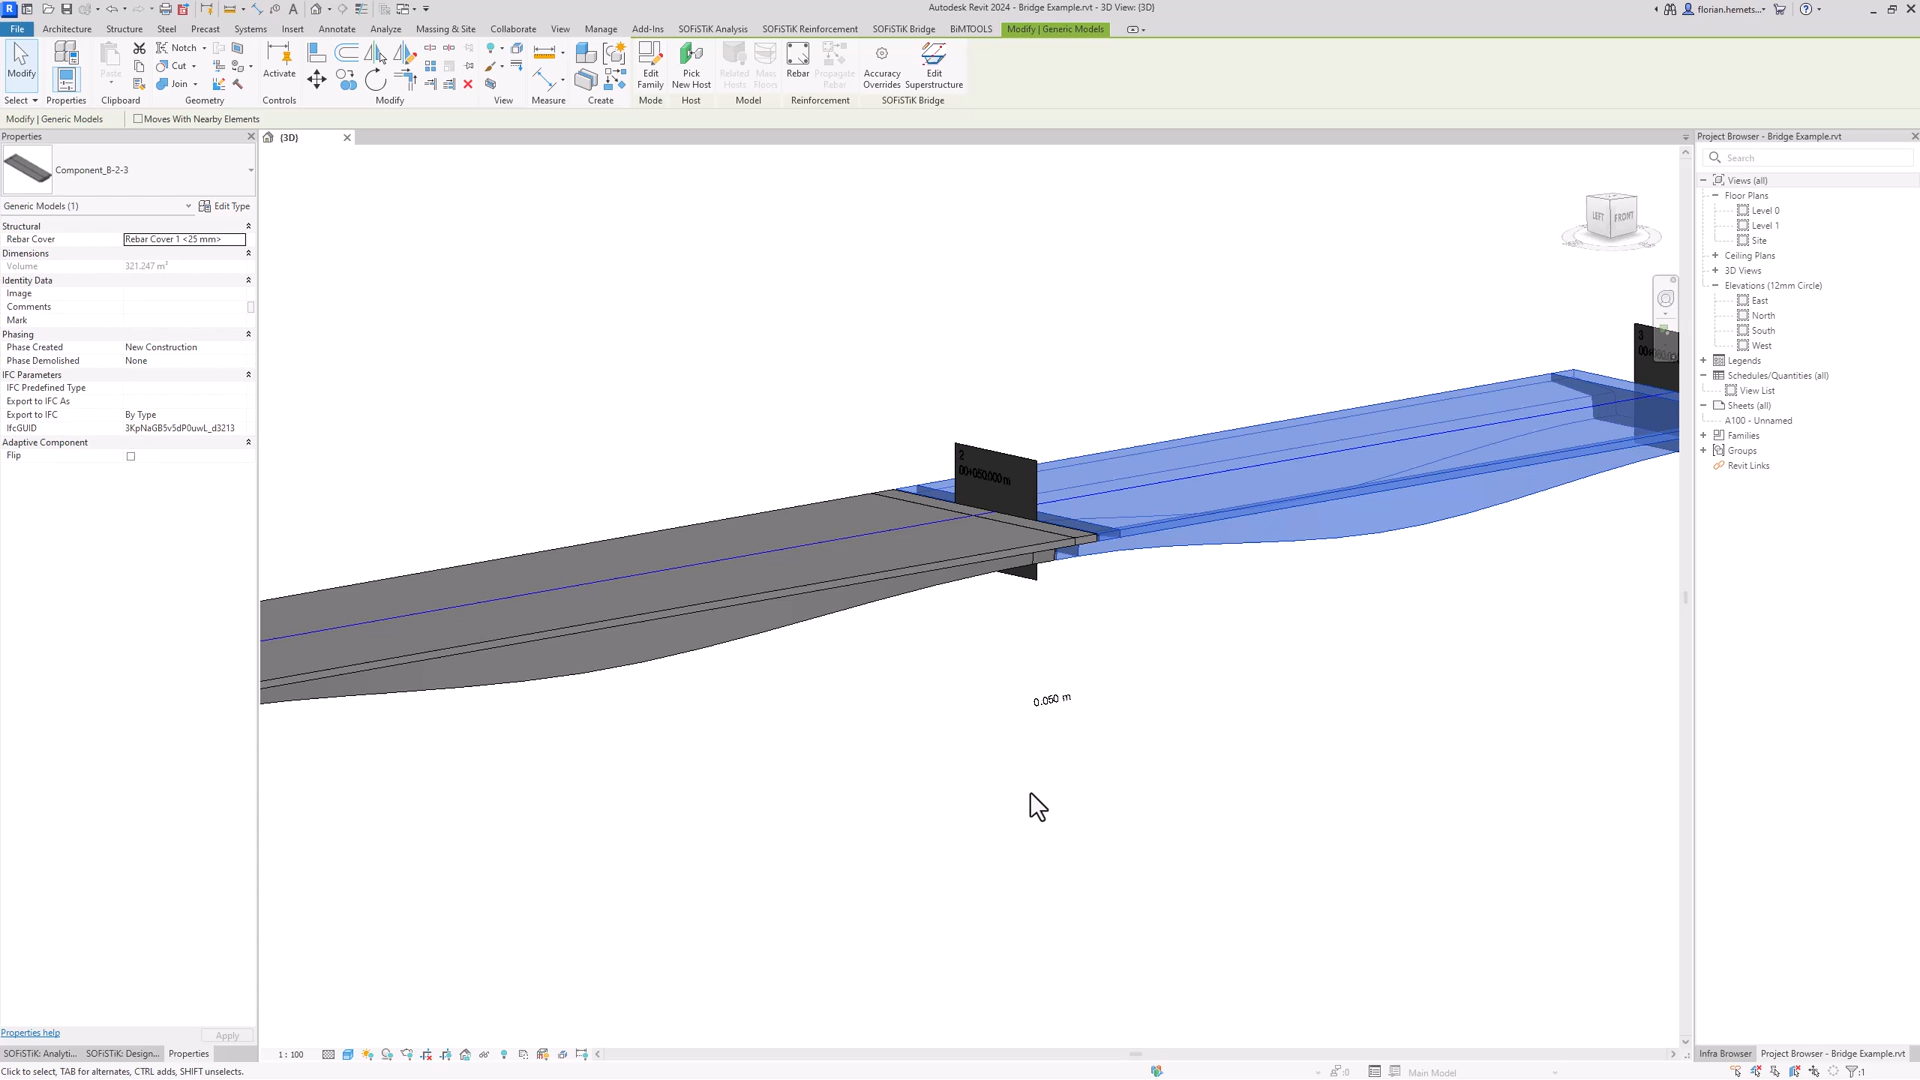 Autodesk Revit 2024 - Bridge Example.rvt - 3D View: {3D}
florian.hemets...
File Architecture Structure Steel Precast Systems Insert Annotate Analyze Massing & Site Collaborate View Manage Add-Ins SOFiSTiK Analysis SOFiSTiK Reinforcement SOFiSTiK Bridge BiMTOOLS Modify | Generic Models
Notch
Cut
Join
Modify
Properties
Paste
Activate
Edit Family
Pick New Host
Related Hosts
Mass Floors
Rebar
Propagate Rebar
Accuracy Overrides
Edit Superstructure
Select Properties Clipboard Geometry Controls Modify View Measure Create Mode Host Model Reinforcement SOFiSTiK Bridge
Modify | Generic Models Moves With Nearby Elements
Properties
Component_B-2-3
Generic Models (1) Edit Type
Structural
Rebar Cover Rebar Cover 1 <25 mm>
Dimensions
Volume 321.247 m³
Identity Data
Image
Comments
Mark
Phasing
Phase Created New Construction
Phase Demolished None
IFC Parameters
IFC Predefined Type
Export to IFC As
Export to IFC By Type
IfcGUID 3KpNaGB5v5dP0uwL_d3213
Adaptive Component
Flip
Properties help Apply
SOFiSTiK: Analyti... SOFiSTiK: Design... Properties
{3D}
LEFT FRONT
3
2
00+050.000 m
0.050 m
1 : 100
Project Browser - Bridge Example.rvt
Search
Views (all)
Floor Plans
Level 0
Level 1
Site
Ceiling Plans
3D Views
Elevations (12mm Circle)
East
North
South
West
Legends
Schedules/Quantities (all)
View List
Sheets (all)
A100 - Unnamed
Families
Groups
Revit Links
Infra Browser Project Browser - Bridge Example.rvt
Click to select, TAB for alternates, CTRL adds, SHIFT unselects.
:0
Main Model
:1